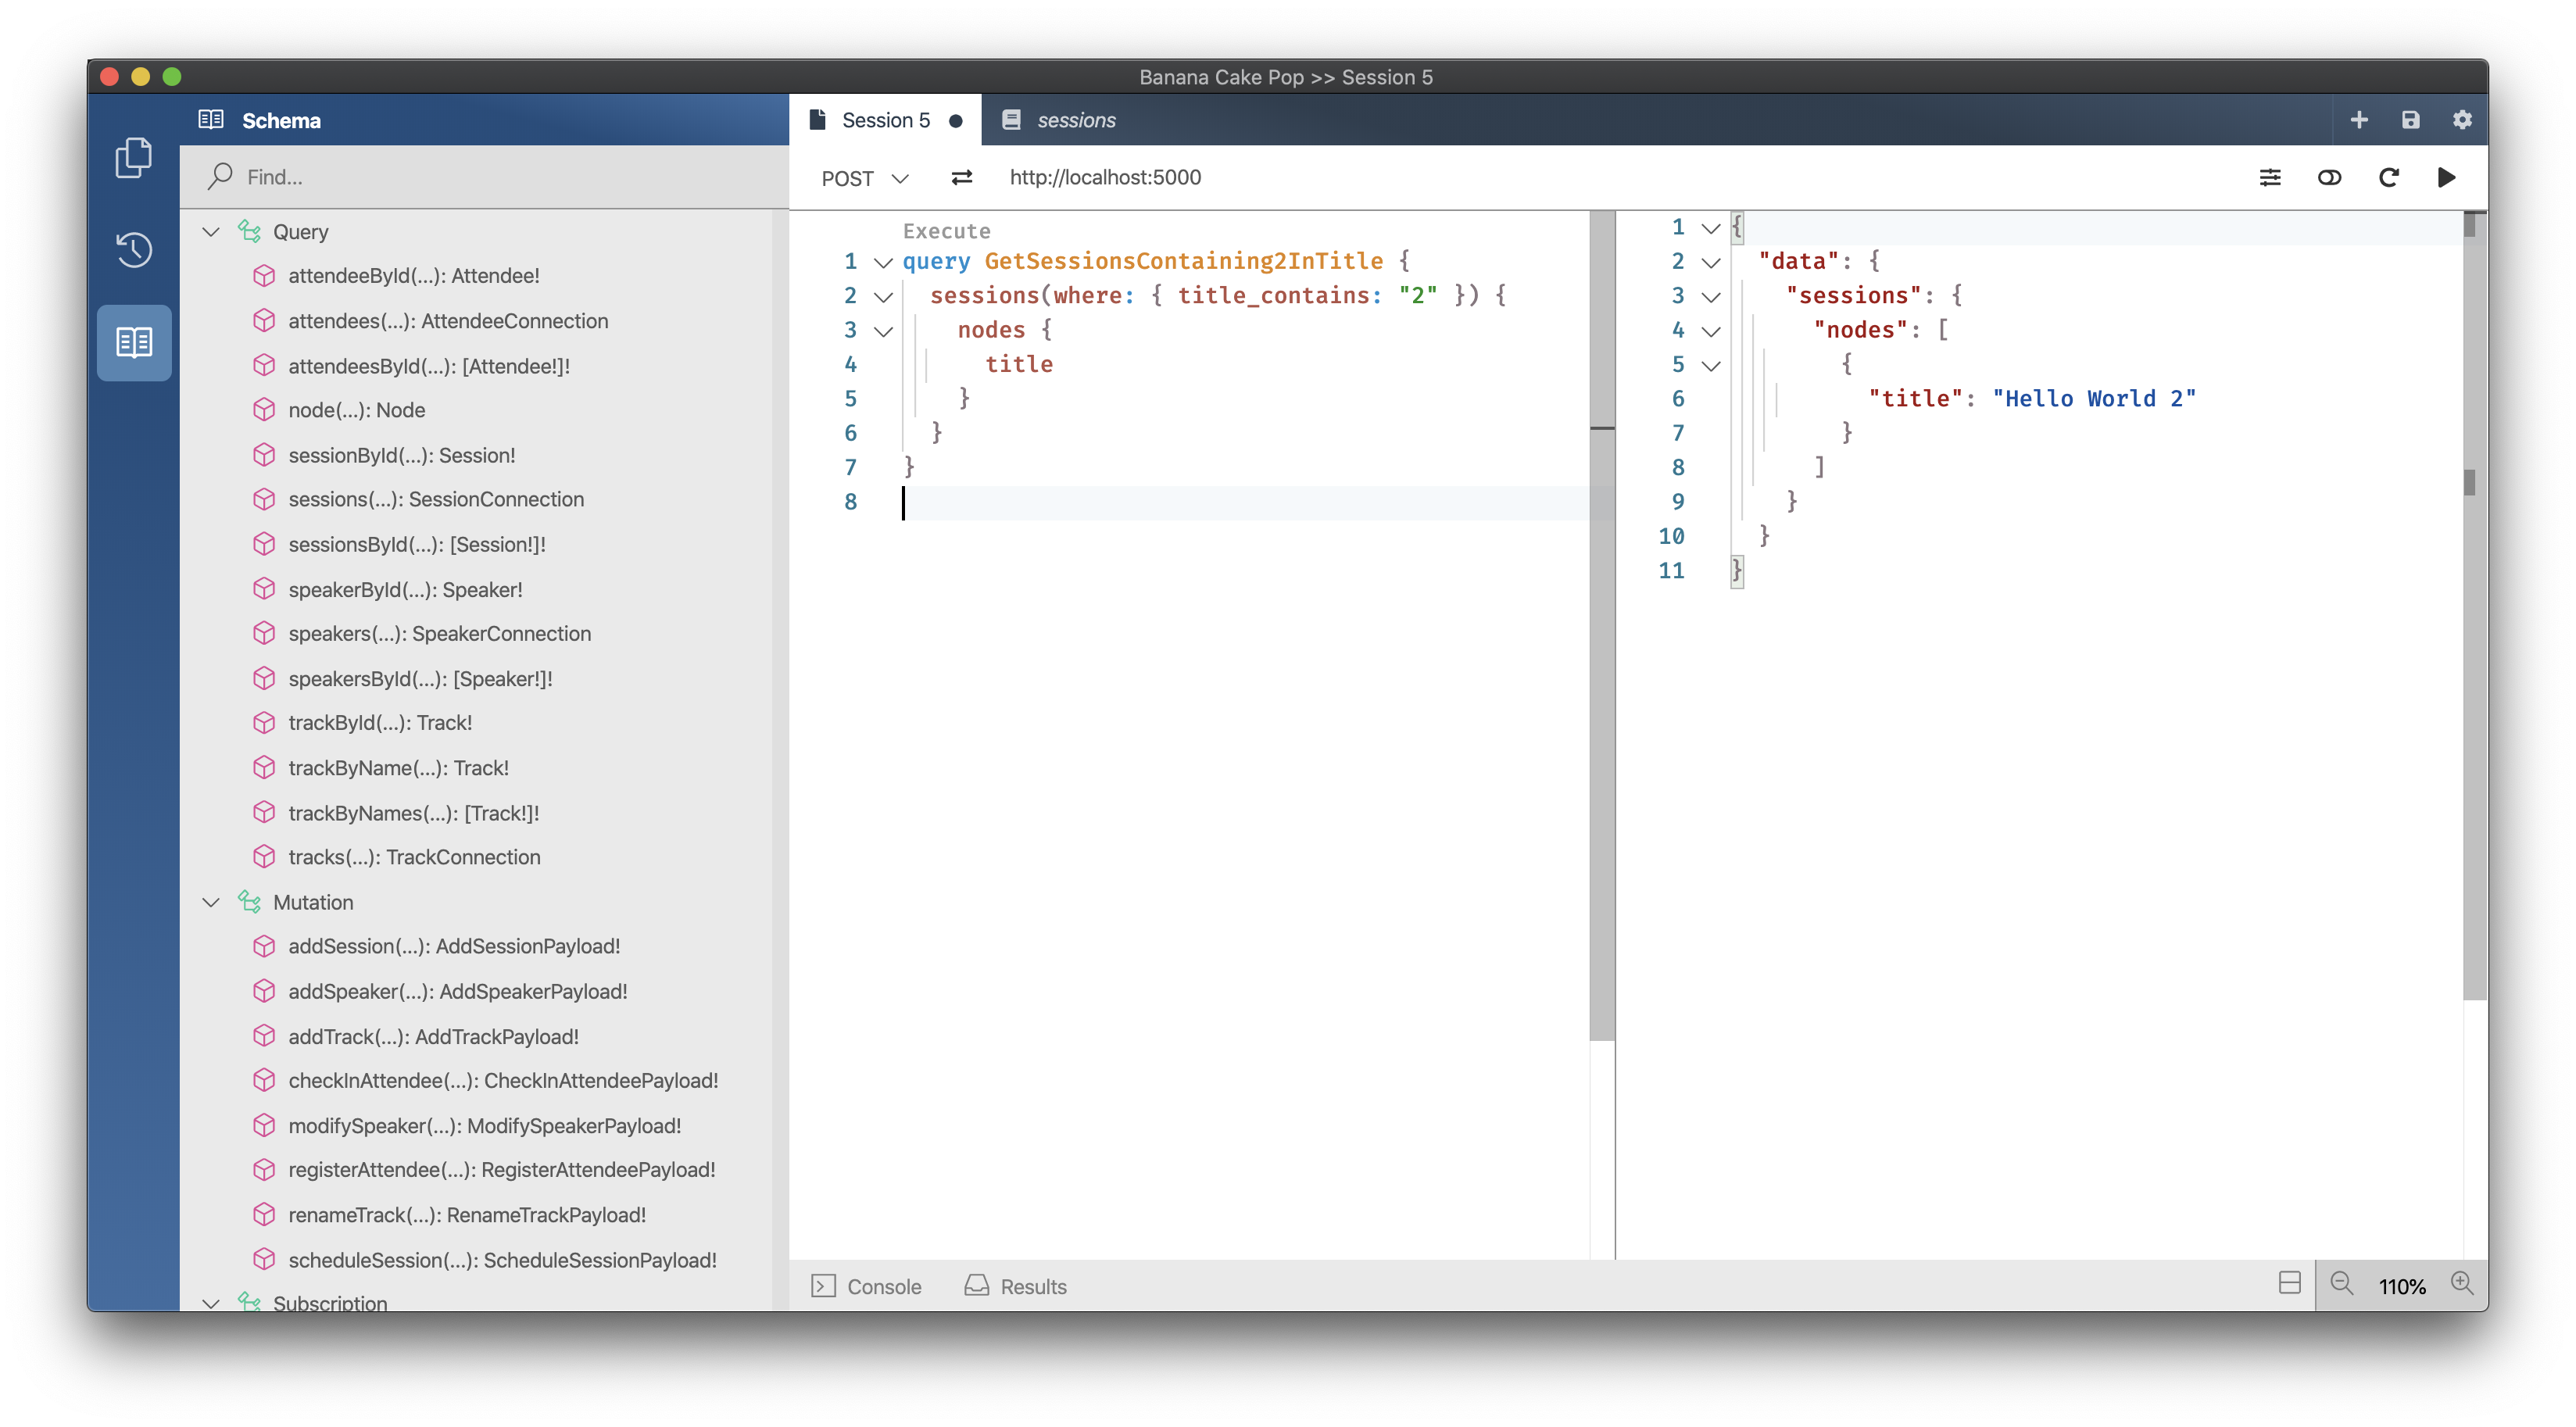 Banana Cake Pop >> Session 5
Schema
Find...
Query
attendeeById(...): Attendee!
attendees(...): AttendeeConnection
attendeesById(...): [Attendee!]!
node(...): Node
sessionById(...): Session!
sessions(...): SessionConnection
sessionsById(...): [Session!]!
speakerById(...): Speaker!
speakers(...): SpeakerConnection
speakersById(...): [Speaker!]!
trackById(...): Track!
trackByName(...): Track!
trackByNames(...): [Track!]!
tracks(...): TrackConnection
Mutation
addSession(...): AddSessionPayload!
addSpeaker(...): AddSpeakerPayload!
addTrack(...): AddTrackPayload!
checkInAttendee(...): CheckInAttendeePayload!
modifySpeaker(...): ModifySpeakerPayload!
registerAttendee(...): RegisterAttendeePayload!
renameTrack(...): RenameTrackPayload!
scheduleSession(...): ScheduleSessionPayload!
Subscription
Session 5
sessions
POST
http://localhost:5000
Execute
1 query GetSessionsContaining2InTitle {
2 sessions(where: { title_contains: "2" }) {
3 nodes {
4 title
5 }
6 }
7 }
8
1 {
2 "data": {
3 "sessions": {
4 "nodes": [
5 {
6 "title": "Hello World 2"
7 }
8 ]
9 }
10 }
11 }
Console
Results
110%